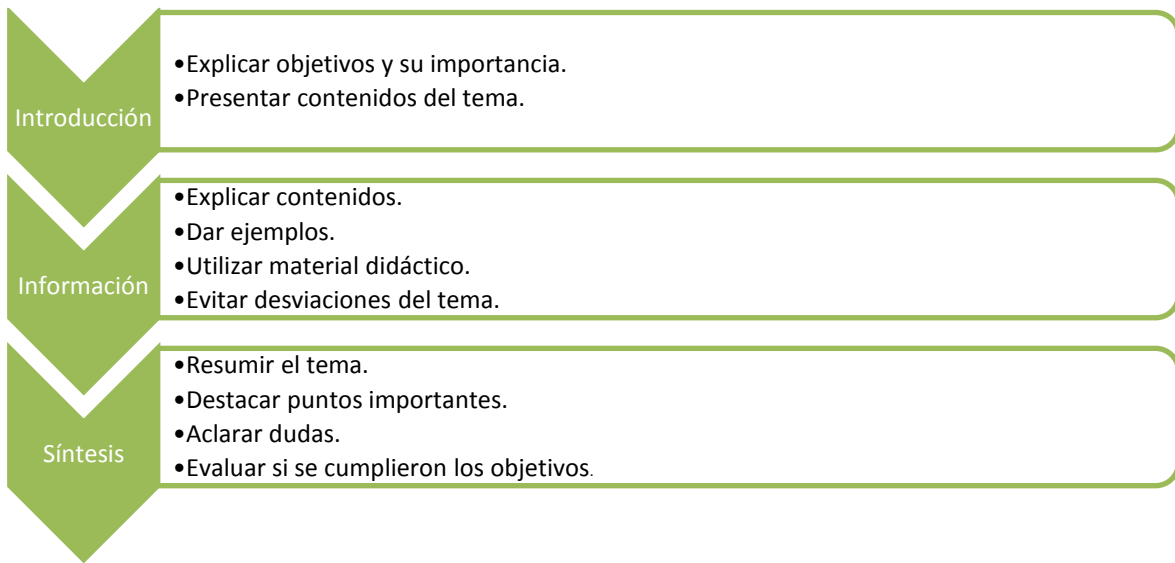 Introducción
•Explicar objetivos y su importancia.
•Presentar contenidos del tema.
Información
•Explicar contenidos.
•Dar ejemplos.
•Utilizar material didáctico.
•Evitar desviaciones del tema.
Síntesis
•Resumir el tema.
•Destacar puntos importantes.
•Aclarar dudas.
•Evaluar si se cumplieron los objetivos.